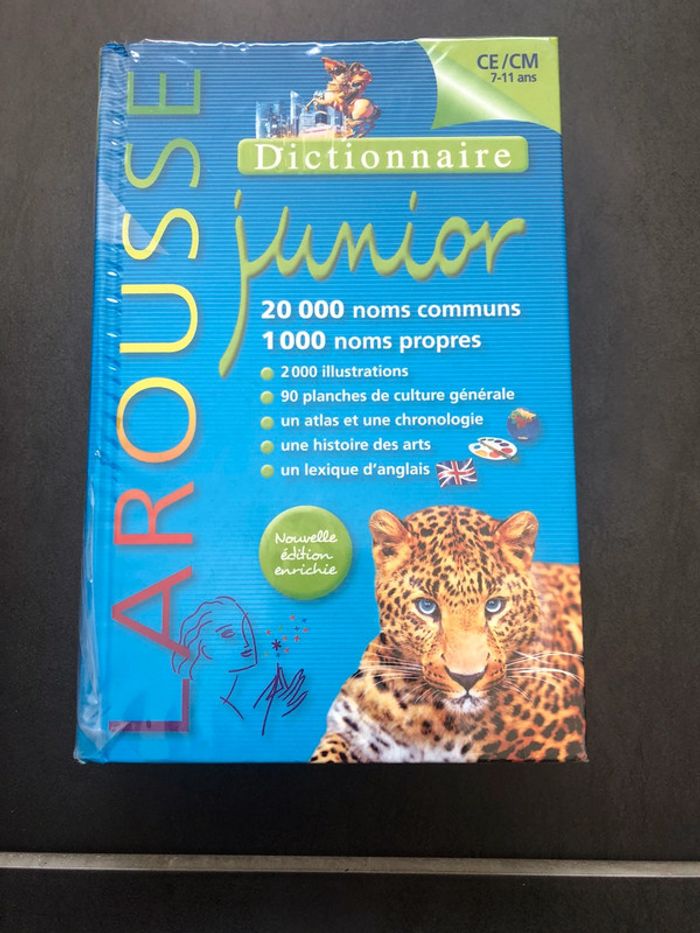 LAROUSSE
CE/CM
7-11 ans
Dictionnaire
junior
20 000 noms communs
1 000 noms propres
2 000 illustrations
90 planches de culture générale
un atlas et une chronologie
une histoire des arts
un lexique d'anglais
Nouvelle
édition
enrichie